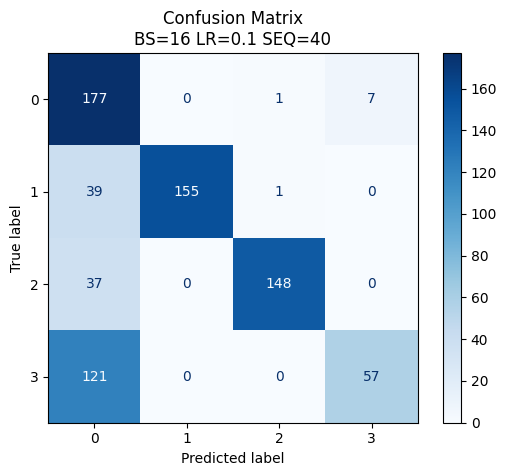 Confusion Matrix
BS=16 LR=0.1 SEQ=40
0 177 0 1 7
1 39 155 1 0
2 37 0 148 0
3 121 0 0 57
0 1 2 3
Predicted label
True label
160
140
120
100
80
60
40
20
0